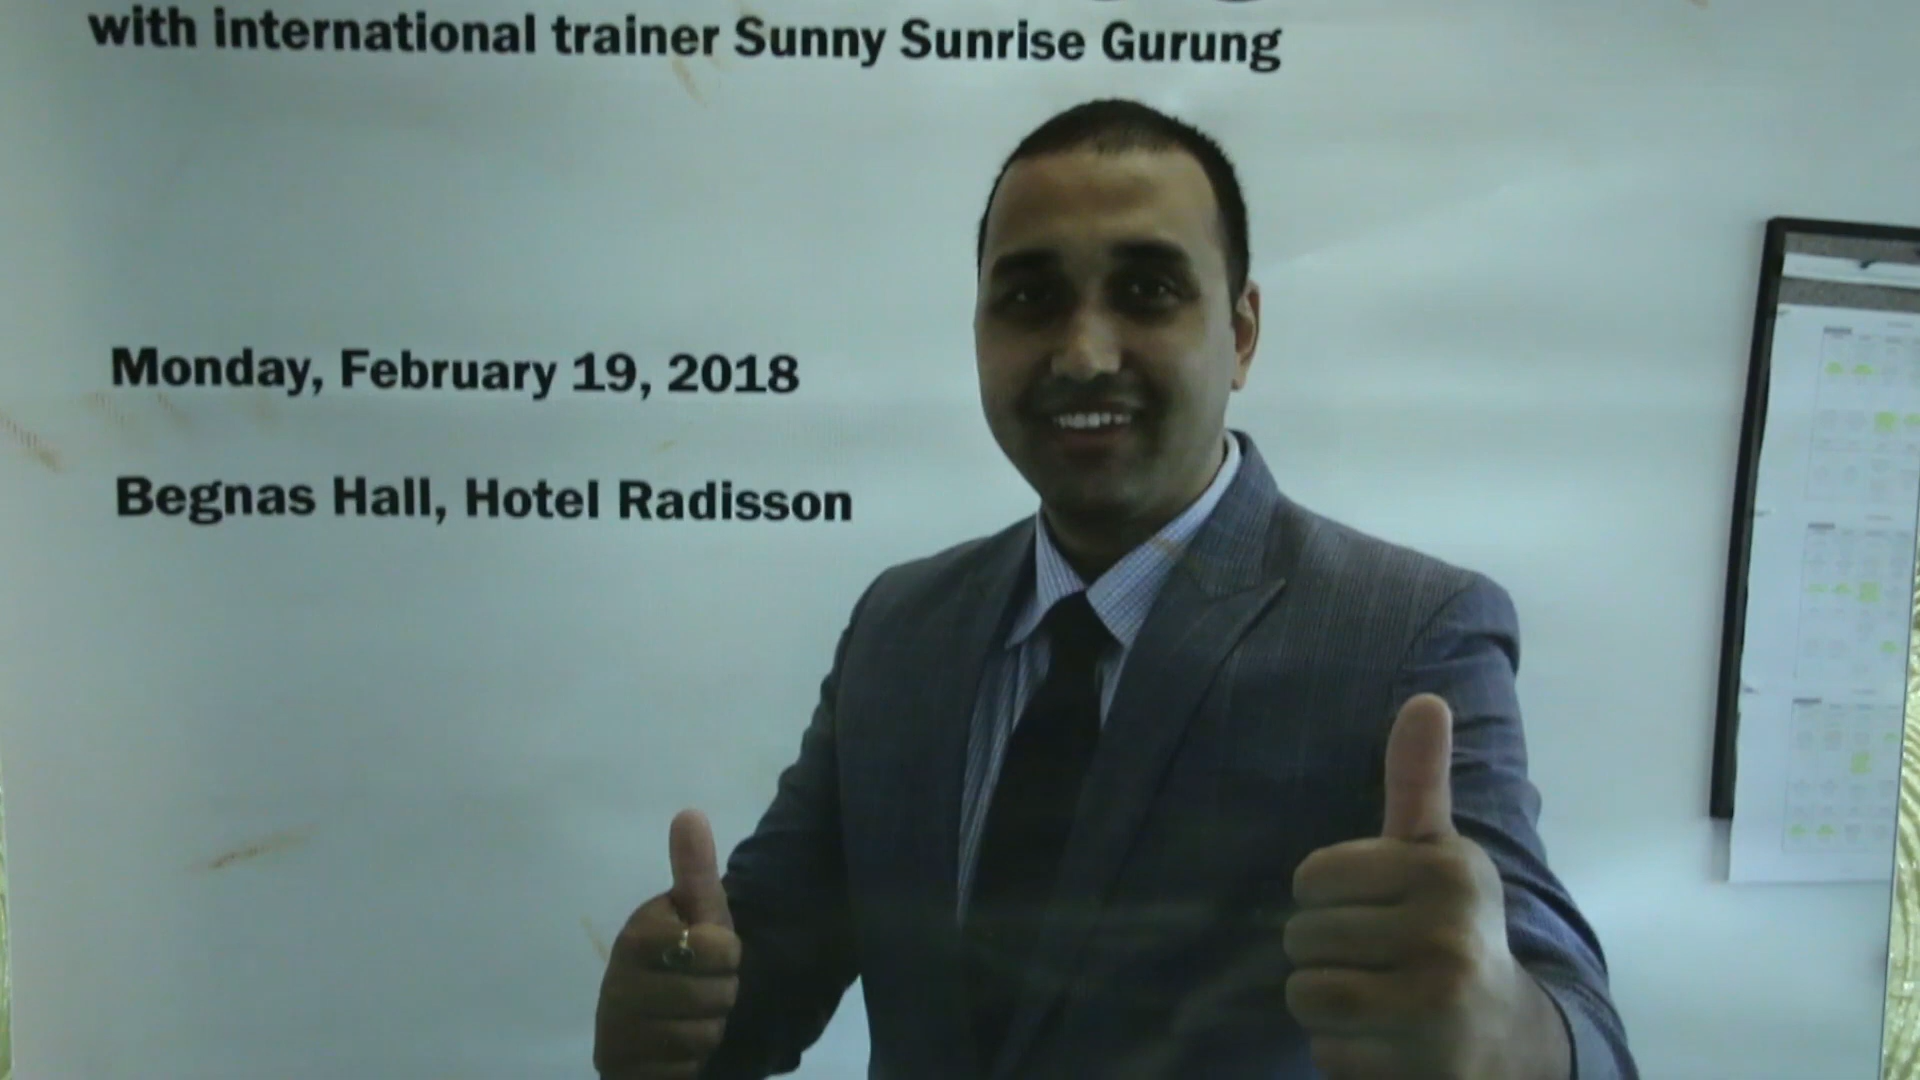 with international trainer Sunny Sunrise Gurung
Monday, February 19, 2018
Begnas Hall, Hotel Radisson